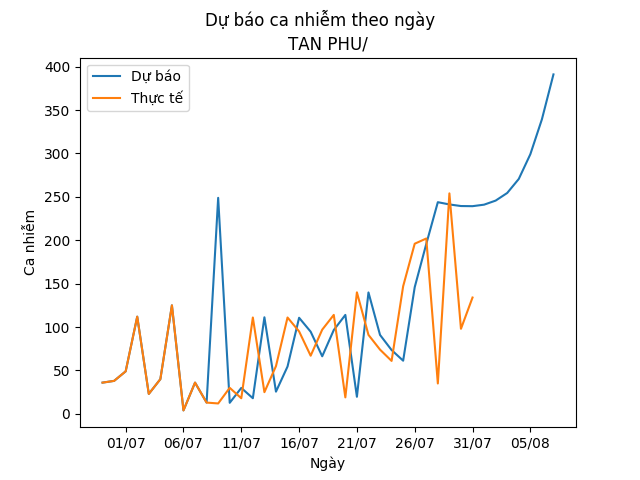 Dự báo ca nhiễm theo ngày
TAN PHU/
Dự báo
Thực tế
Ca nhiễm
400
350
300
250
200
150
100
50
0
01/07 06/07 11/07 16/07 21/07 26/07 31/07 05/08
Ngày